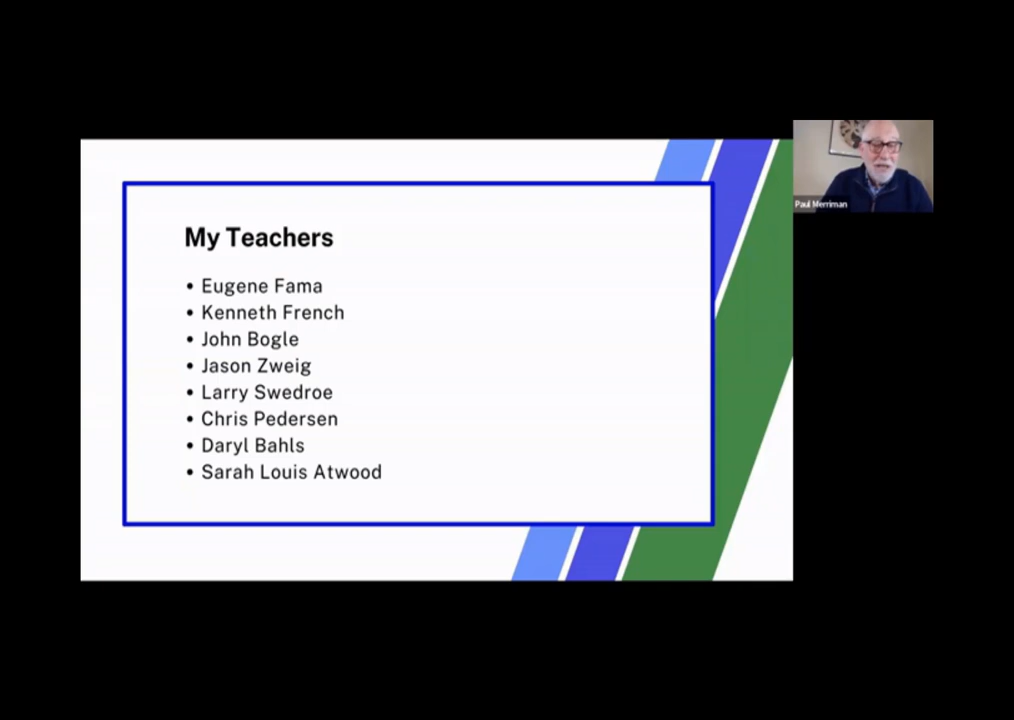 My Teachers
• Eugene Fama
• Kenneth French
• John Bogle
• Jason Zweig
• Larry Swedroe
• Chris Pedersen
• Daryl Bahls
• Sarah Louis Atwood
Paul Merriman